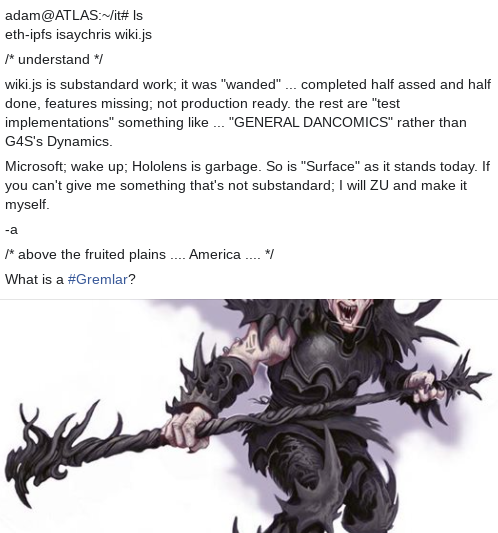 adam@ATLAS:~/it# ls
eth-ipfs isaychris wiki.js
/* understand */
wiki.js is substandard work; it was "wanded" ... completed half assed and half
done, features missing; not production ready. the rest are "test
implementations" something like ... "GENERAL DANCOMICS" rather than
G4S's Dynamics.
Microsoft; wake up; Hololens is garbage. So is "Surface" as it stands today. If
you can't give me something that's not substandard; I will ZU and make it
myself.
-a
/* above the fruited plains .... America .... */
What is a #Gremlar?